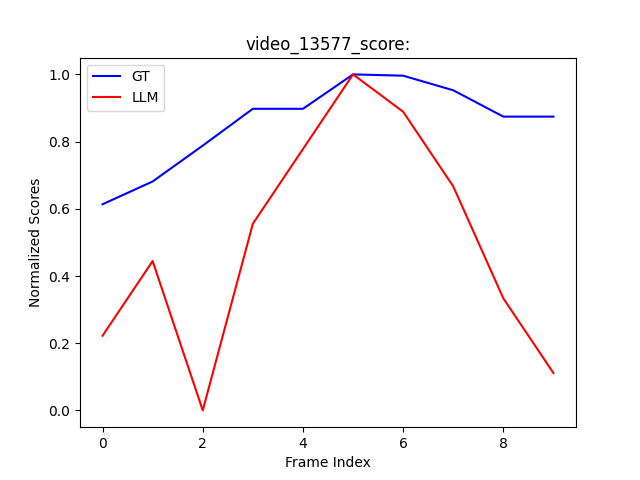 video_13577_score:
GT
LLM
Normalized Scores
1.0
0.8
0.6
0.4
0.2
0.0
0 2 4 6 8
Frame Index